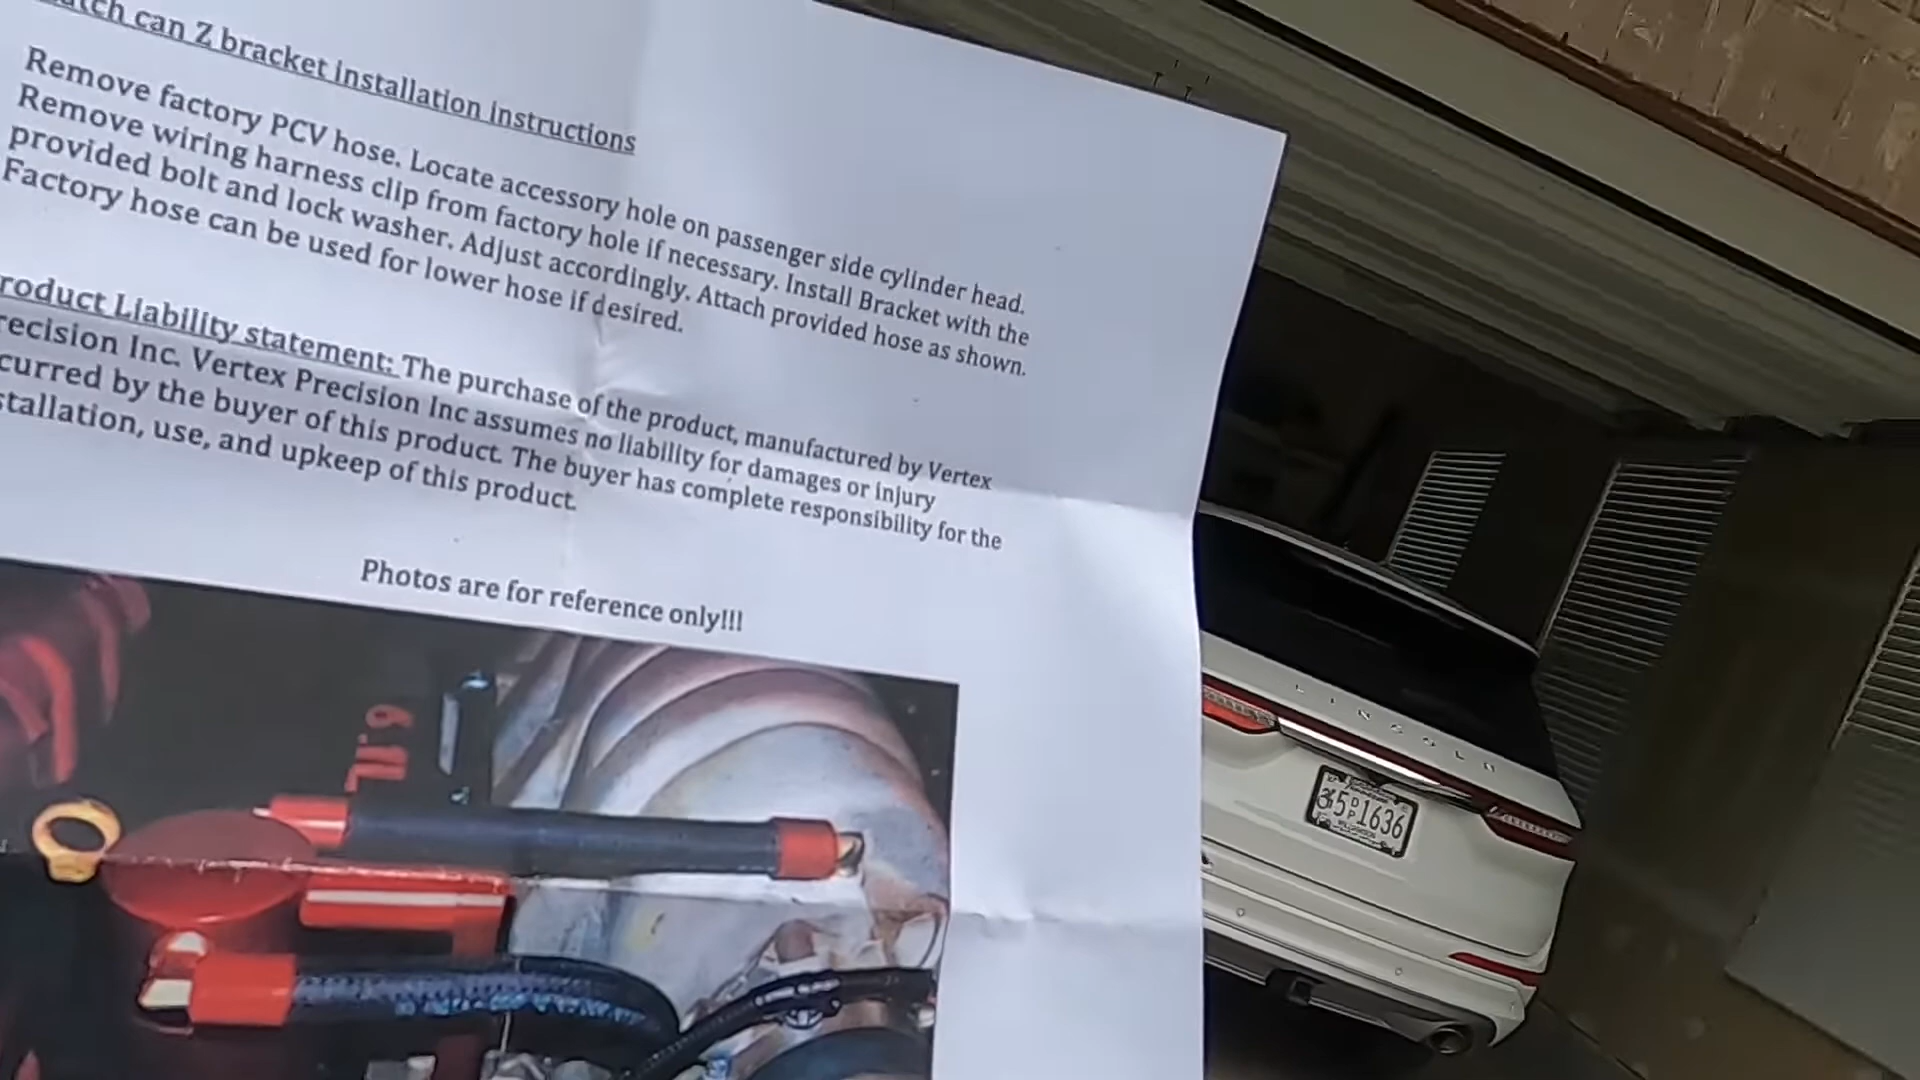 can Z bracket installation instructions
Remove factory PCV hose. Locate accessory hole on passenger side cylinder head.
Remove wiring harness clip from factory hole if necessary. Install Bracket with the
provided bolt and lock washer. Adjust accordingly. Attach provided hose as shown.
Factory hose can be used for lower hose if desired.
roduct Liability statement: The purchase of the product, manufactured by Vertex
recision Inc. Vertex Precision Inc assumes no liability for damages or injury
curred by the buyer of this product. The buyer has complete responsibility for the
stallation, use, and upkeep of this product.
Photos are for reference only!!!
LINCOLN